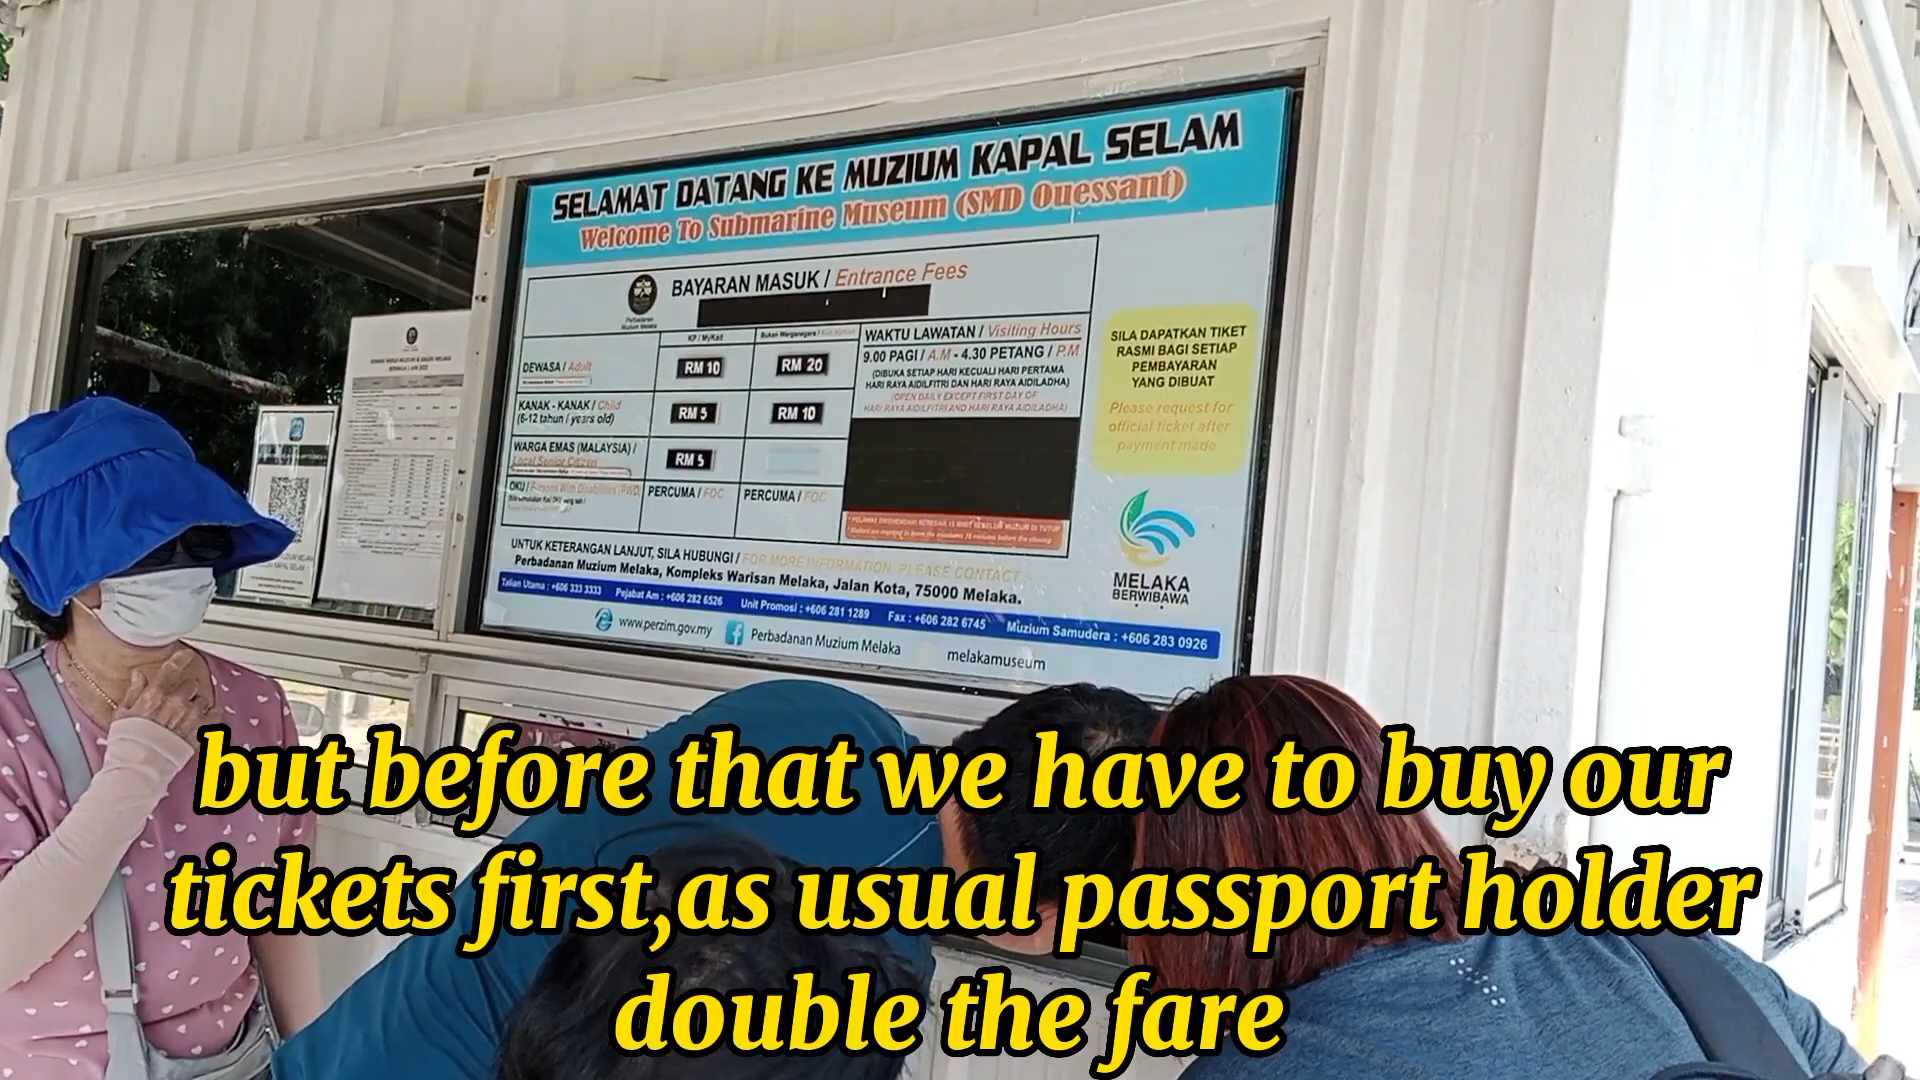 SELAMAT DATANG KE MUZIUM KAPAL SELAM
Welcome To Submarine Museum (SMD Ouessant)
BAYARAN MASUK / Entrance Fees
Perbadanan
Muzium Melaka
KP / MyKad
Bukan Warganegara /
DEWASA / Adult
RM 10
RM 20
KANAK - KANAK / Child
(6-12 tahun / years old)
RM 5
RM 10
WARGA EMAS (MALAYSIA) /
Local Senior Citizen
RM 5
OKU / Persons With Disabilities (PWD)
PERCUMA / FOC
PERCUMA / FOC
WAKTU LAWATAN / Visiting Hours
9.00 PAGI / A.M - 4.30 PETANG / P.M
(DIBUKA SETIAP HARI KECUALI HARI PERTAMA
HARI RAYA AIDILFITRI DAN HARI RAYA AIDILADHA)
(OPEN DAILY EXCEPT FIRST DAY OF
HARI RAYA AIDILFITRI AND HARI RAYA AIDILADHA)
SILA DAPATKAN TIKET
RASMI BAGI SETIAP
PEMBAYARAN
YANG DIBUAT
Please request for
official ticket after
payment made
MELAKA
BERWIBAWA
UNTUK KETERANGAN LANJUT, SILA HUBUNGI / FOR MORE INFORMATION PLEASE CONTACT
Perbadanan Muzium Melaka, Kompleks Warisan Melaka, Jalan Kota, 75000 Melaka.
Talian Utama : +606 333 3333 Pejabat Am : +606 282 6526 Unit Promosi : +606 281 1289 Fax : +606 282 6745 Muzium Samudera : +606 283 0926
www.perzim.gov.my Perbadanan Muzium Melaka melakamuseum
but before that we have to buy our
tickets first,as usual passport holder
double the fare